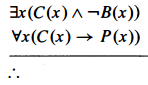 ∃x(C(x) ∧ ¬B(x))
∀x(C(x) → P(x))
∴